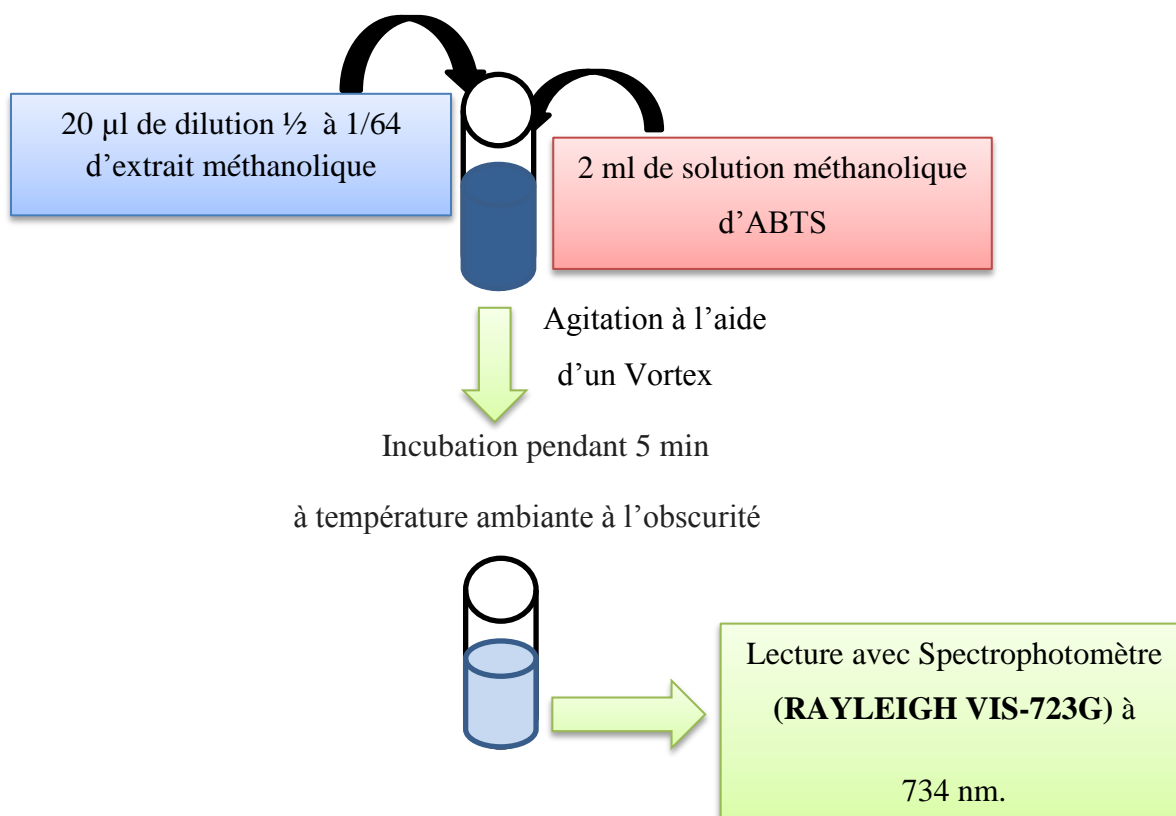 20 µl de dilution ½ à 1/64
d’extrait méthanolique
2 ml de solution méthanolique
d’ABTS
Agitation à l’aide
d’un Vortex
Incubation pendant 5 min
à température ambiante à l’obscurité
Lecture avec Spectrophotomètre
(RAYLEIGH VIS-723G) à
734 nm.